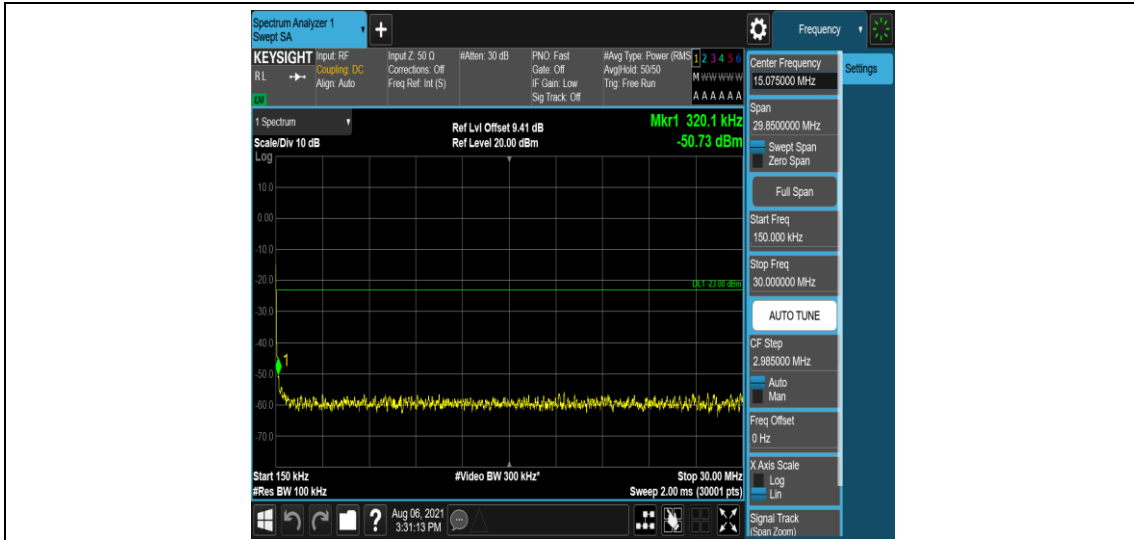 Spectrum Analyzer 1
Swept SA
Frequency
KEYSIGHT
Input: RF
Coupling: DC
Align: Auto
Input Z: 50 Ω
Corrections: Off
Freq Ref: Int (S)
#Atten: 30 dB
PNO: Fast
Gate: Off
IF Gain: Low
Sig Track: Off
#Avg Type: Power (RMS
Avg|Hold: 50/50
Trig: Free Run
1 2 3 4 5 6
M W W W W W
A A A A A A
R L
1 Spectrum
Scale/Div 10 dB
Log
Ref Lvl Offset 9.41 dB
Ref Level 20.00 dBm
Mkr1 320.1 kHz
-50.73 dBm
10.0
0.00
-10.0
-20.0
DL1 -23.00 dBm
-30.0
-40.0
1
-50.0
-60.0
-70.0
Start 150 kHz
#Res BW 100 kHz
#Video BW 300 kHz*
Stop 30.00 MHz
Sweep 2.00 ms (30001 pts)
Aug 06, 2021
3:31:13 PM
Center Frequency
15.075000 MHz
Settings
Span
29.8500000 MHz
Swept Span
Zero Span
Full Span
Start Freq
150.000 kHz
Stop Freq
30.000000 MHz
AUTO TUNE
CF Step
2.985000 MHz
Auto
Man
Freq Offset
0 Hz
X Axis Scale
Log
Lin
Signal Track
(Span Zoom)